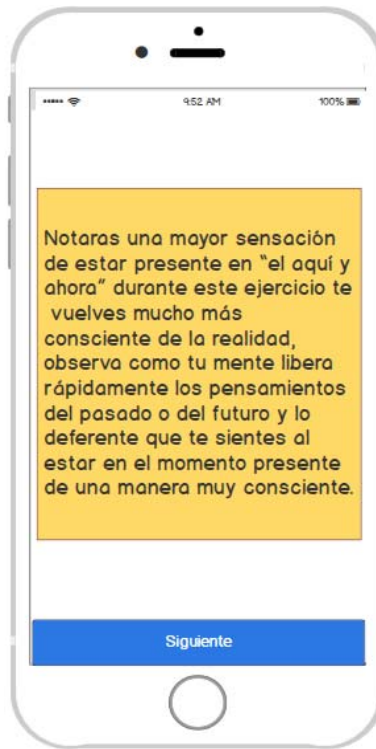 9:52 AM 100%
Notaras una mayor sensación
de estar presente en “el aquí y
ahora” durante este ejercicio te
vuelves mucho más
consciente de la realidad,
observa como tu mente libera
rápidamente los pensamientos
del pasado o del futuro y lo
deferente que te sientes al
estar en el momento presente
de una manera muy consciente.
Siguiente